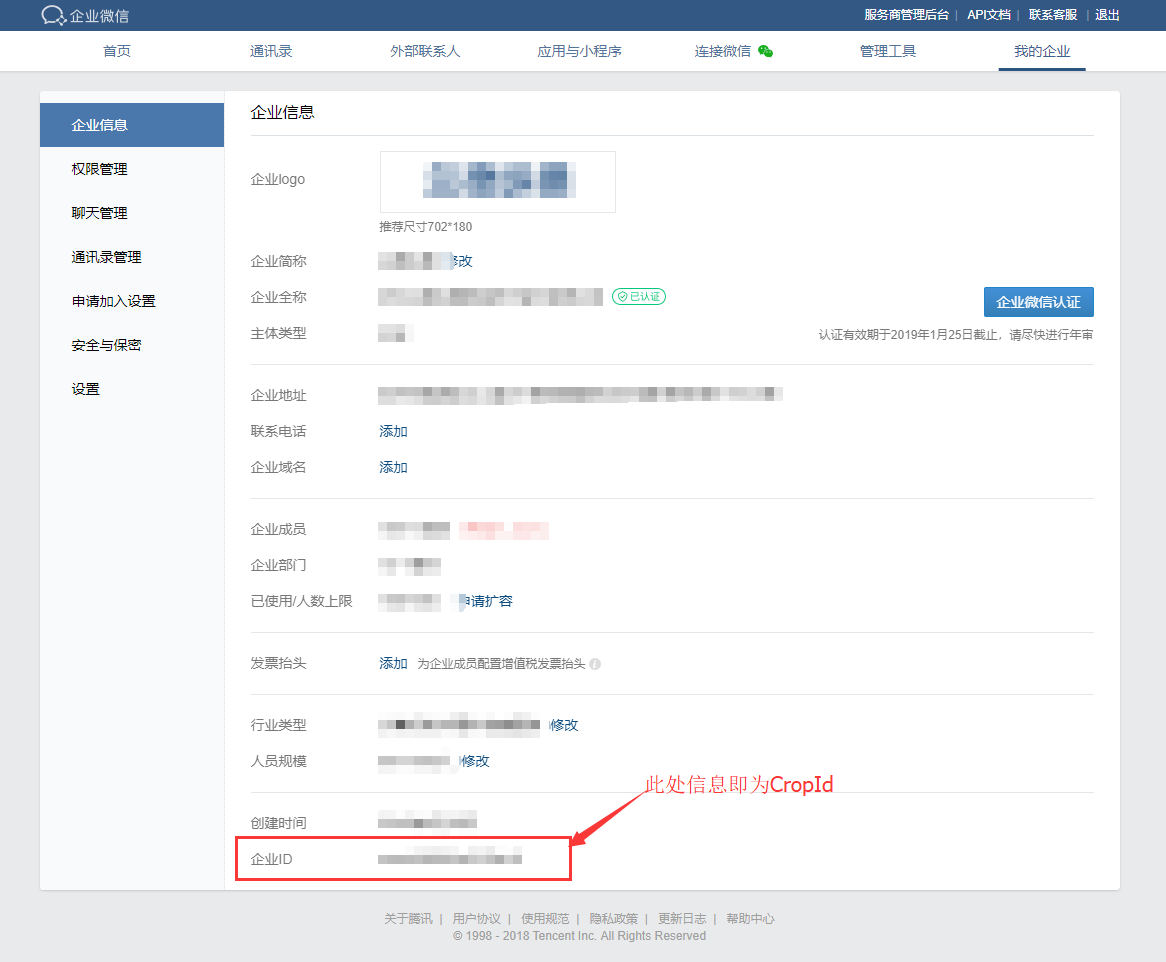 企业微信
服务商管理后台 | API文档 | 联系客服 | 退出
首页 通讯录 外部联系人 应用与小程序 连接微信 管理工具 我的企业
企业信息
权限管理
聊天管理
通讯录管理
申请加入设置
安全与保密
设置
企业信息
企业logo
推荐尺寸702*180
企业简称 修改
企业全称 已认证
企业微信认证
主体类型
认证有效期于2019年1月25日截止，请尽快进行年审
企业地址
联系电话 添加
企业域名 添加
企业成员
企业部门
已使用/人数上限 申请扩容
发票抬头 添加 为企业成员配置增值税发票抬头
行业类型 修改
人员规模 修改
此处信息即为CropId
创建时间
企业ID
关于腾讯 | 用户协议 | 使用规范 | 隐私政策 | 更新日志 | 帮助中心
© 1998 - 2018 Tencent Inc. All Rights Reserved